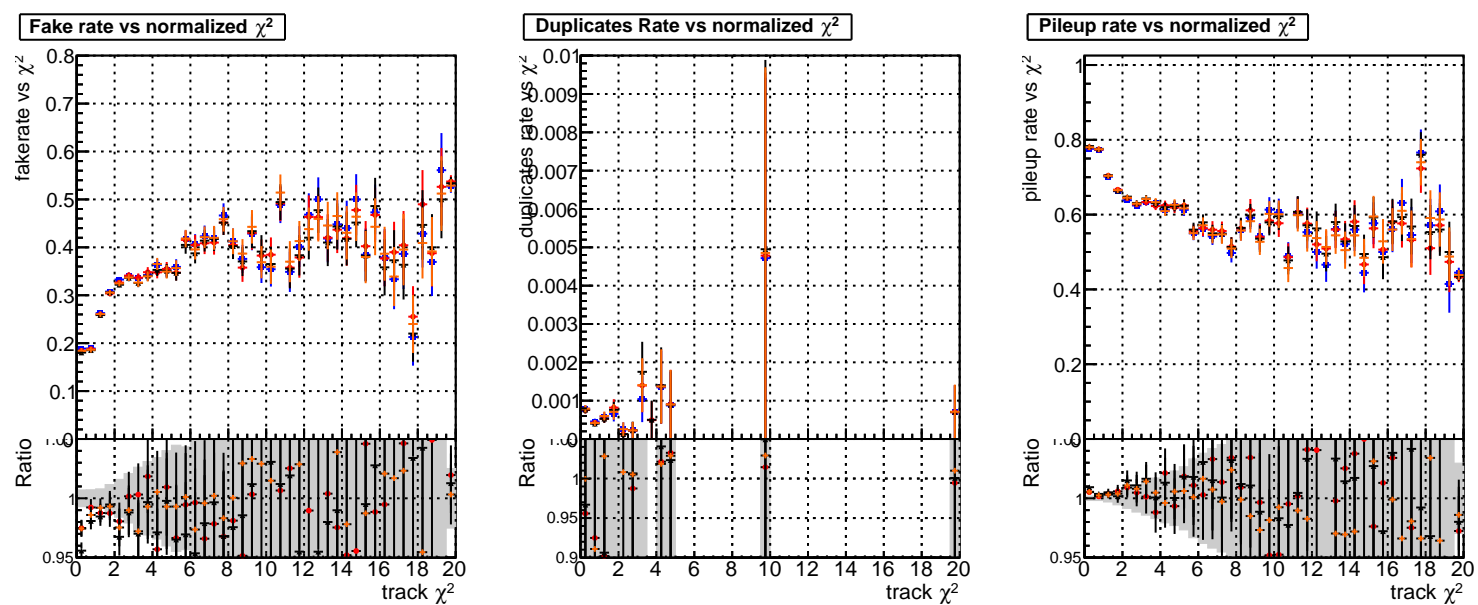 Fake rate vs normalized χ²
fakerate vs χ²
0.8
0.7
0.6
0.5
0.4
0.3
0.2
0.1
0
Ratio
1
0.95
0 2 4 6 8 10 12 14 16 18 20
track χ²
Duplicates Rate vs normalized χ²
duplicates rate vs χ²
0.01
0.009
0.008
0.007
0.006
0.005
0.004
0.003
0.002
0.001
0
Ratio
1
0.95
0.9
0 2 4 6 8 10 12 14 16 18 20
track χ²
Pileup rate vs normalized χ²
pileup rate vs χ²
1
0.8
0.6
0.4
0.2
0
Ratio
1
0.95
0 2 4 6 8 10 12 14 16 18 20
track χ²